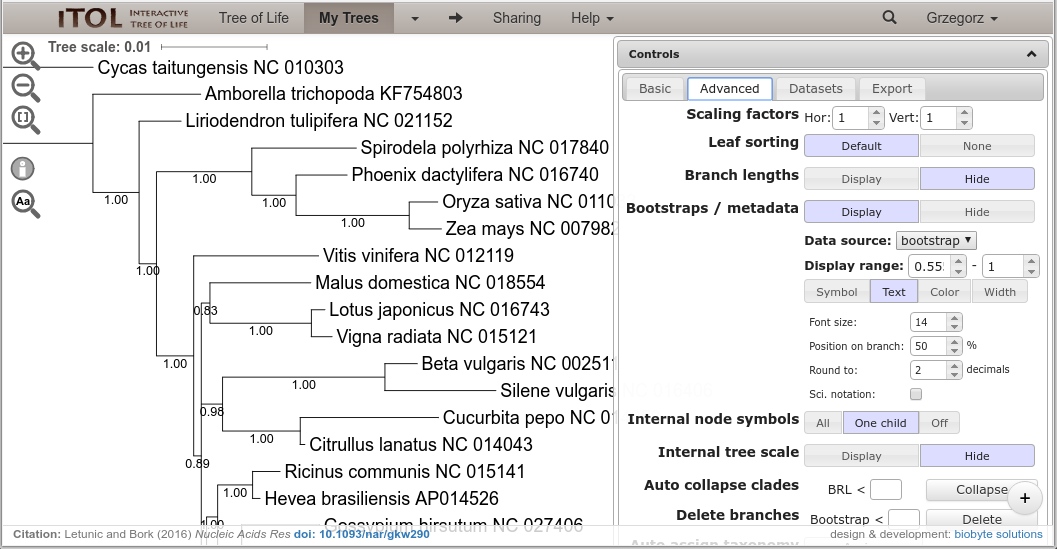 iTOL INTERACTIVE TREE OF LIFE Tree of Life My Trees Sharing Help Grzegorz
Tree scale: 0.01
Cycas taitungensis NC 010303
Amborella trichopoda KF754803
Liriodendron tulipifera NC 021152
Spirodela polyrhiza NC 017840
1.00
Phoenix dactylifera NC 016740
1.00
1.00
Oryza sativa NC 0110
1.00
Zea mays NC 007982
Vitis vinifera NC 012119
1.00
Malus domestica NC 018554
0.83
Lotus japonicus NC 016743
1.00
Vigna radiata NC 015121
1.00
Beta vulgaris NC 002511
1.00
Silene vulgaris
0.98
Cucurbita pepo NC 01
1.00
Citrullus lanatus NC 014043
0.89
Ricinus communis NC 015141
1.00
Hevea brasiliensis AP014526
1.00
Gossypium hirsutum NC 027406
Aa
Controls
Basic Advanced Datasets Export
Scaling factors Hor: 1 Vert: 1
Leaf sorting Default None
Branch lengths Display Hide
Bootstraps / metadata Display Hide
Data source: bootstrap
Display range: 0.55 - 1
Symbol Text Color Width
Font size: 14
Position on branch: 50 %
Round to: 2 decimals
Sci. notation:
Internal node symbols All One child Off
Internal tree scale Display Hide
Auto collapse clades BRL < Collapse
+
Delete branches Bootstrap < Delete
Auto assign taxonomy
Citation: Letunic and Bork (2016) Nucleic Acids Res doi: 10.1093/nar/gkw290
design & development: biobyte solutions